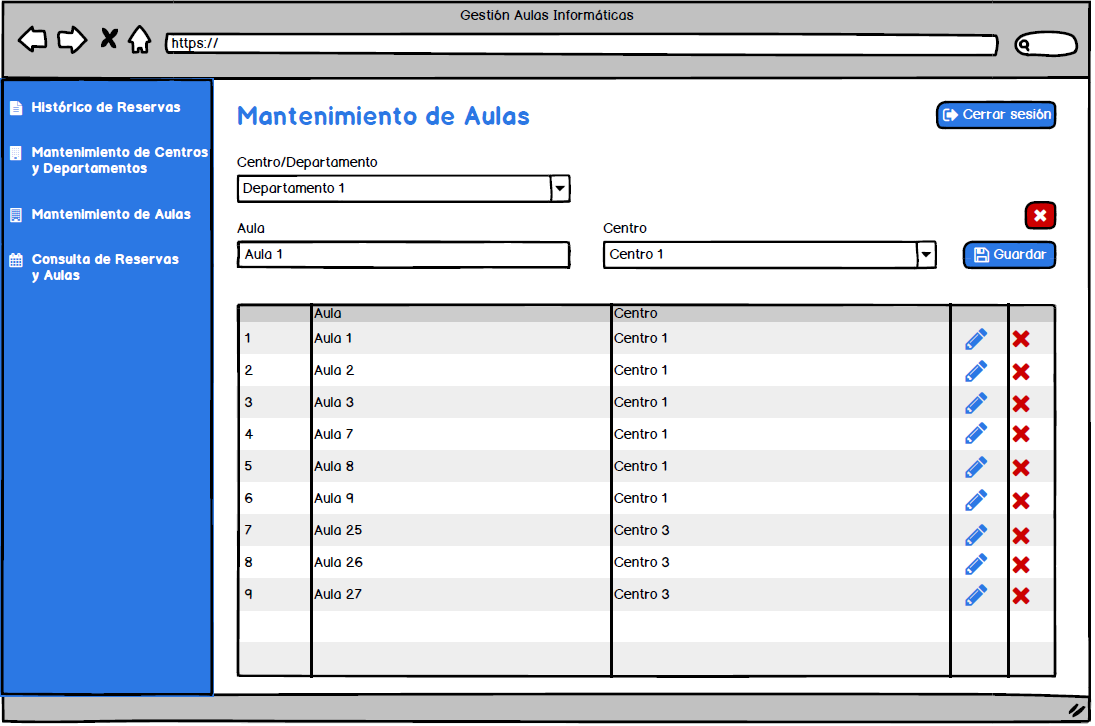 Gestión Aulas Informáticas
https://
Histórico de Reservas
Mantenimiento de Centros
y Departamentos
Mantenimiento de Aulas
Consulta de Reservas
y Aulas
Mantenimiento de Aulas
Cerrar sesión
Centro/Departamento
Departamento 1
Aula
Centro
Aula 1
Centro 1
Guardar
Aula Centro
1 Aula 1 Centro 1
2 Aula 2 Centro 1
3 Aula 3 Centro 1
4 Aula 7 Centro 1
5 Aula 8 Centro 1
6 Aula 9 Centro 1
7 Aula 25 Centro 3
8 Aula 26 Centro 3
9 Aula 27 Centro 3